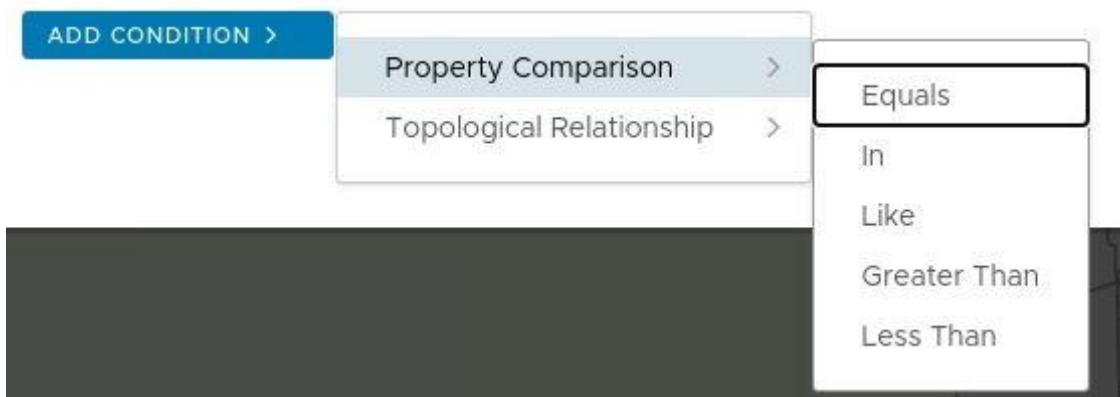 ADD CONDITION >
Property Comparison >
Topological Relationship >
Equals
In
Like
Greater Than
Less Than